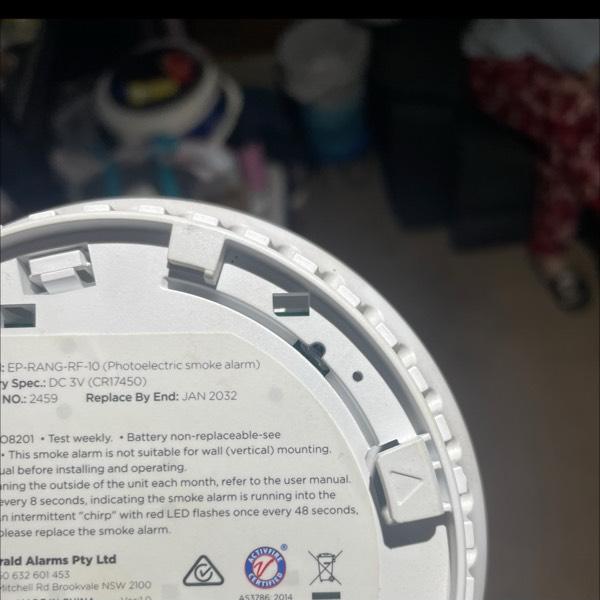 : EP-RANG-RF-10 (Photoelectric smoke alarm)
ry Spec.: DC 3V (CR17450)
NO.: 2459 Replace By End: JAN 2032
08201 • Test weekly. • Battery non-replaceable-see
• This smoke alarm is not suitable for wall (vertical) mounting.
ual before installing and operating.
ning the outside of the unit each month, refer to the user manual.
every 8 seconds, indicating the smoke alarm is running into the
n intermittent "chirp" with red LED flashes once every 48 seconds,
please replace the smoke alarm.
rald Alarms Pty Ltd
50 632 601 453
Mitchell Rd Brookvale NSW 2100
ACTIVFIRE
CERTIFIED
AS3786: 2014